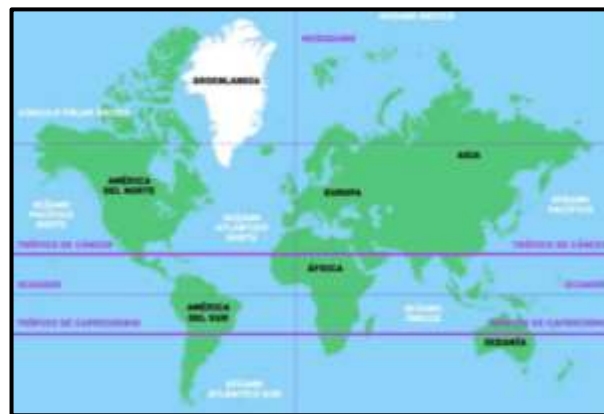 OCÉANO ÁRTICO
MERIDIANO
GROENLANDIA
CÍRCULO POLAR ÁRTICO
ASIA
AMÉRICA
DEL NORTE
EUROPA
OCÉANO
PACÍFICO
NORTE
OCÉANO
ATLÁNTICO
NORTE
OCÉANO
PACÍFICO
TRÓPICO DE CÁNCER
TRÓPICO DE CÁNCER
ÁFRICA
ECUADOR
ECUADOR
AMÉRICA
DEL SUR
OCÉANO
ÍNDICO
TRÓPICO DE CAPRICORNIO
TRÓPICO DE CAPRICORNIO
OCEANÍA
OCÉANO
ATLÁNTICO SUR